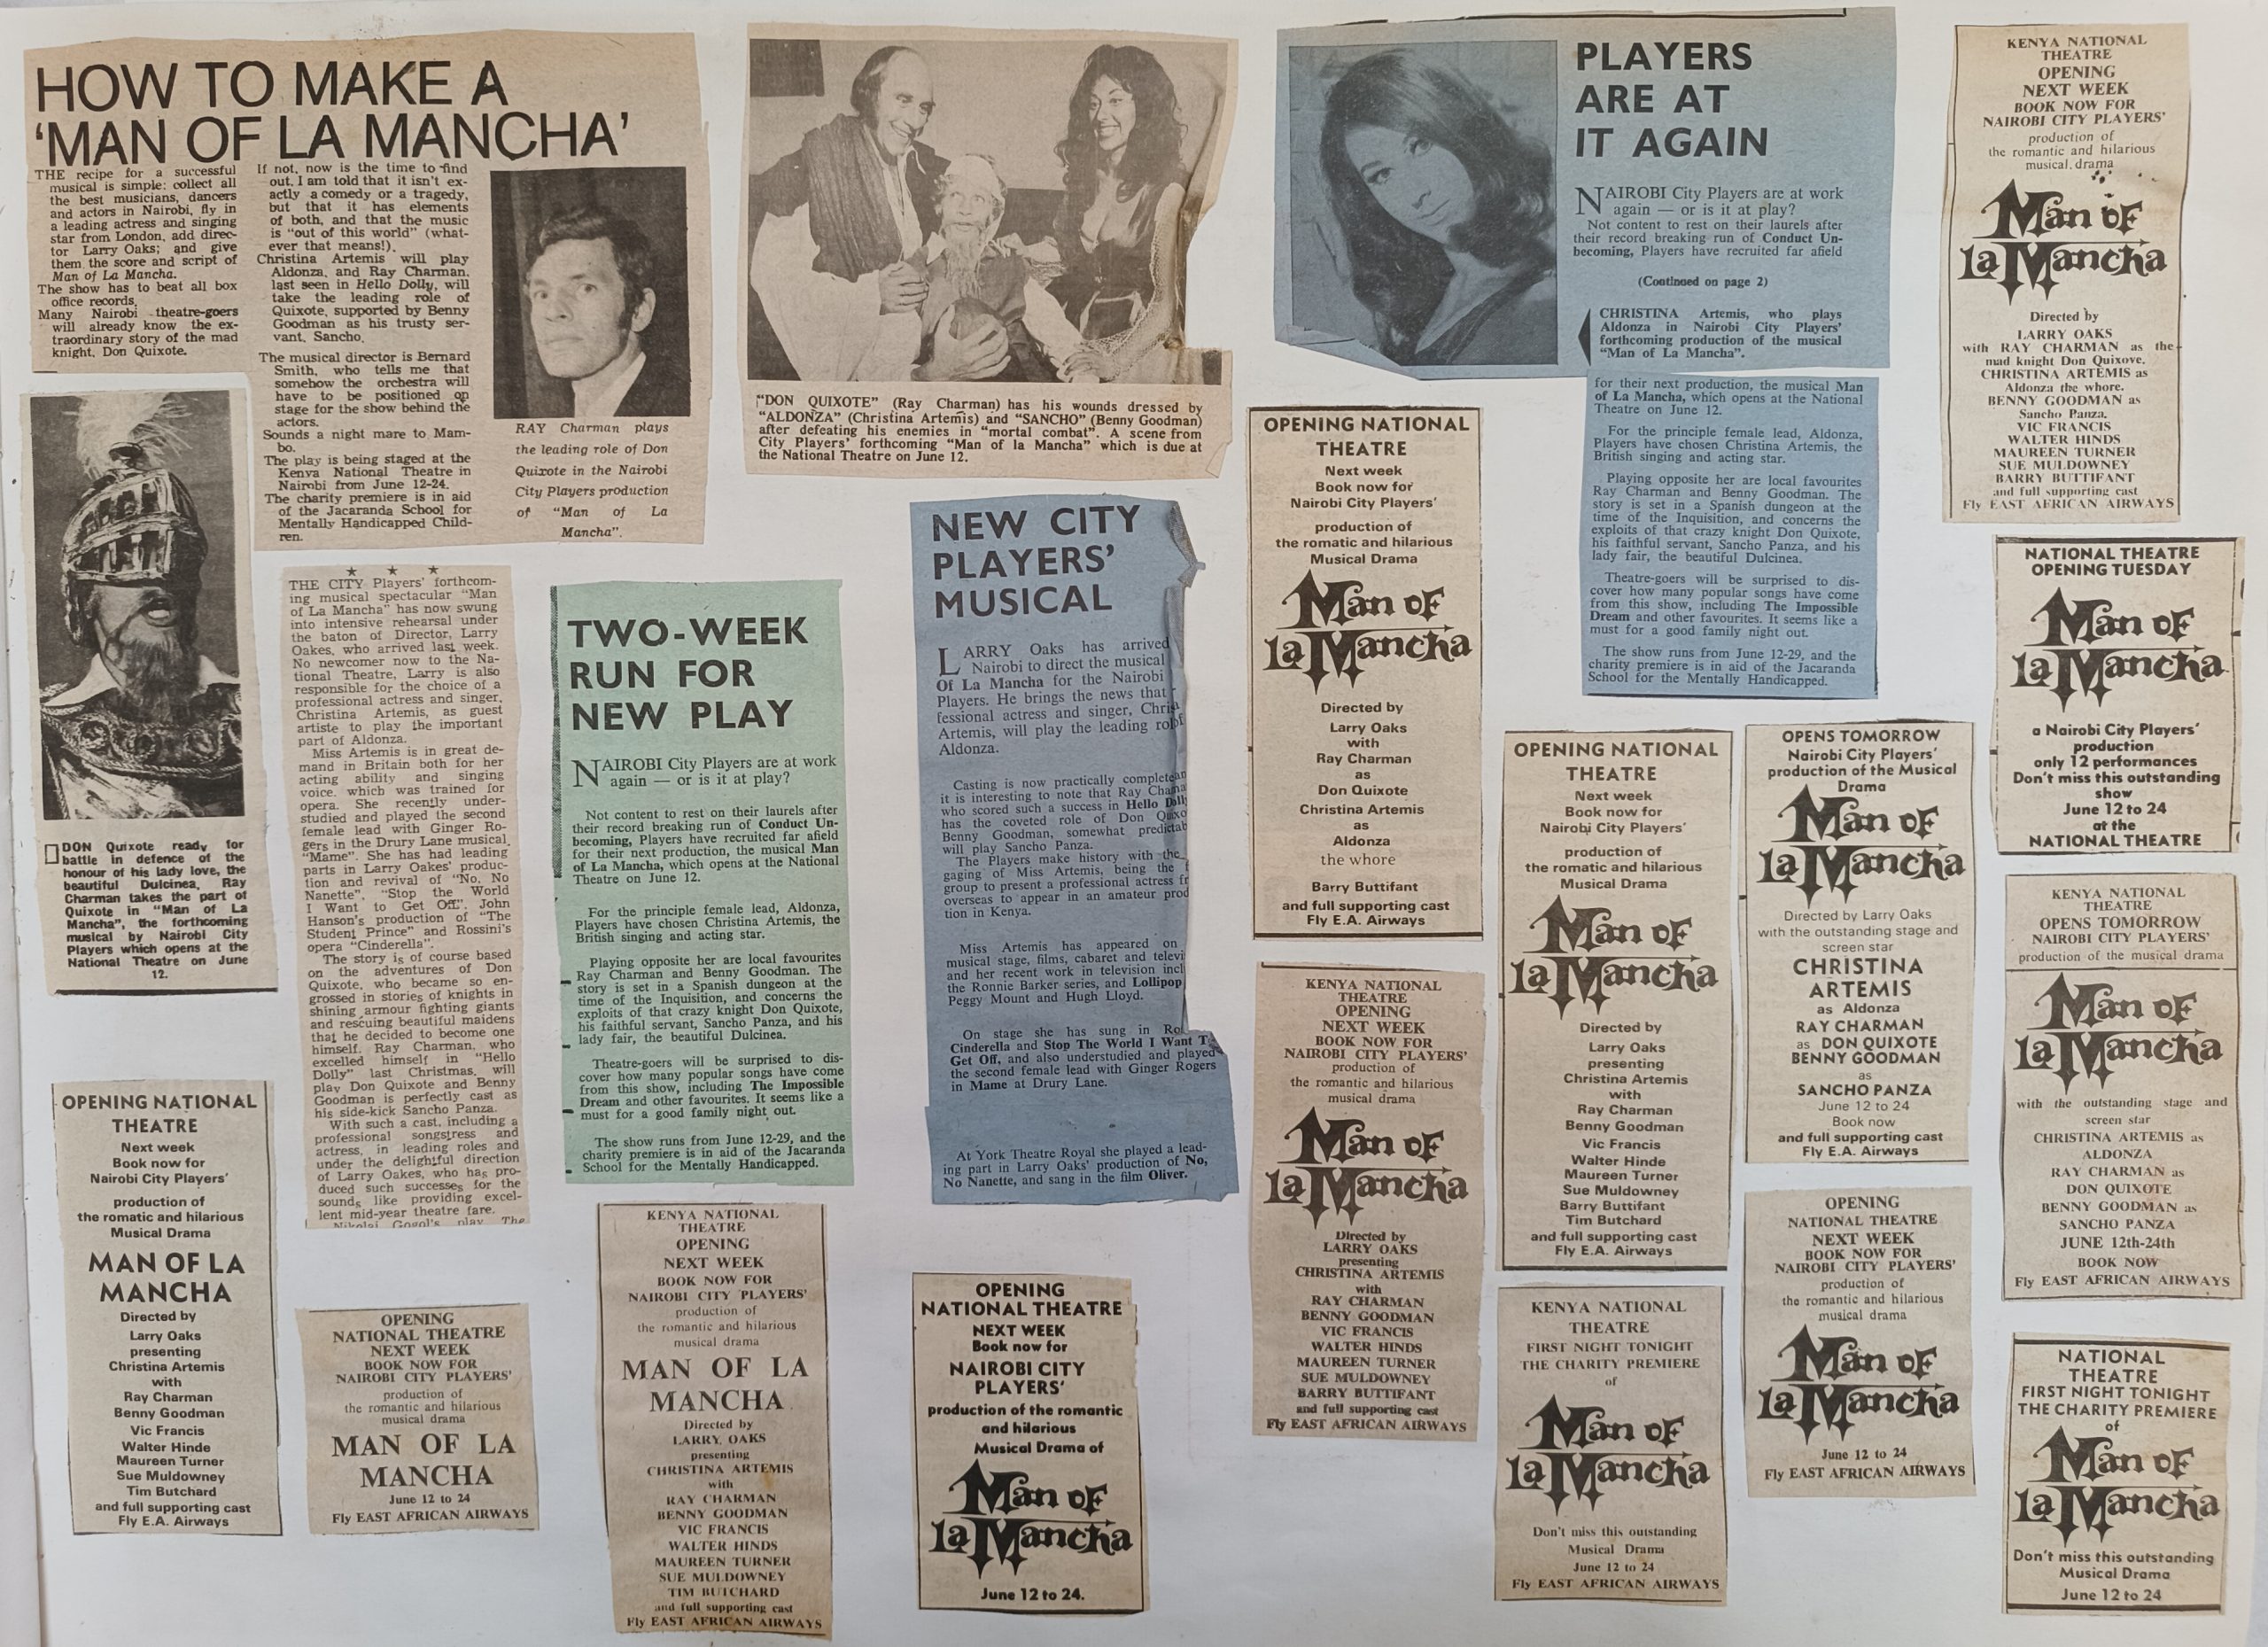 HOW TO MAKE A
‘MAN OF LA MANCHA’
THE recipe for a successful
musical is simple: collect all
the best musicians, dancers
and actors in Nairobi, fly in
a leading actress and singing
star from London, add direc-
tor Larry Oaks; and give
them the score and script of
Man of La Mancha.
The show has to beat all box
office records.
Many Nairobi theatre-goers
will already know the ex-
traordinary story of the mad
knight, Don Quixote.
If not, now is the time to find
out. I am told that it isn't ex-
actly a comedy or a tragedy,
but that it has elements
of both, and that the music
is "out of this world" (what-
ever that means!).
Christina Artemis will play
Aldonza, and Ray Charman,
last seen in Hello Dolly, will
take the leading role of
Quixote, supported by Benny
Goodman as his trusty ser-
vant, Sancho.
The musical director is Bernard
Smith, who tells me that
somehow the orchestra will
have to be positioned on
stage for the show behind the
actors.
Sounds a night mare to Mam-
bo.
The play is being staged at the
Kenya National Theatre in
Nairobi from June 12-24.
The charity premiere is in aid
of the Jacaranda School for
Mentally Handicapped Child-
ren.
RAY Charman plays
the leading role of Don
Quixote in the Nairobi
City Players production
of "Man of La
Mancha".
DON Quixote ready for
battle in defence of the
honour of his lady love, the
beautiful Dulcinea. Ray
Charman takes the part of
Quixote in "Man of La
Mancha", the forthcoming
musical by Nairobi City
Players which opens at the
National Theatre on June
12.
★ ★ ★
THE CITY Players' forthcom-
ing musical spectacular "Man
of La Mancha" has now swung
into intensive rehearsal under
the baton of Director, Larry
Oakes, who arrived last week.
No newcomer now to the Na-
tional Theatre, Larry is also
responsible for the choice of a
professional actress and singer,
Christina Artemis, as guest
artiste to play the important
part of Aldonza.
Miss Artemis is in great de-
mand in Britain both for her
acting ability and singing
voice, which was trained for
opera. She recently under-
studied and played the second
female lead with Ginger Ro-
gers in the Drury Lane musical,
"Mame". She has had leading
parts in Larry Oakes' produc-
tion and revival of "No, No
Nanette", "Stop the World
I Want to Get Off", John
Hanson's production of "The
Student Prince" and Rossini's
opera "Cinderella".
The story is of course based
on the adventures of Don
Quixote, who became so en-
grossed in stories of knights in
shining armour fighting giants
and rescuing beautiful maidens
that he decided to become one
himself. Ray Charman, who
excelled himself in "Hello
Dolly" last Christmas, will
play Don Quixote and Benny
Goodman is perfectly cast as
his side-kick Sancho Panza.
With such a cast, including a
professional songstress and
actress, in leading roles and
under the delightful direction
of Larry Oakes, who has pro-
duced such successes for the
sounds like providing excel-
lent mid-year theatre fare.
Nikolai Gogol's play, The
TWO-WEEK
RUN FOR
NEW PLAY
NAIROBI City Players are at work
again — or is it at play?
Not content to rest on their laurels after
their record breaking run of Conduct Un-
becoming, Players have recruited far afield
for their next production, the musical Man
of La Mancha, which opens at the National
Theatre on June 12.
For the principle female lead, Aldonza,
Players have chosen Christina Artemis, the
British singing and acting star.
Playing opposite her are local favourites
Ray Charman and Benny Goodman. The
story is set in a Spanish dungeon at the
time of the Inquisition, and concerns the
exploits of that crazy knight Don Quixote,
his faithful servant, Sancho Panza, and his
lady fair, the beautiful Dulcinea.
Theatre-goers will be surprised to dis-
cover how many popular songs have come
from this show, including The Impossible
Dream and other favourites. It seems like a
must for a good family night out.
The show runs from June 12-29, and the
charity premiere is in aid of the Jacaranda
School for the Mentally Handicapped.
"DON QUIXOTE" (Ray Charman) has his wounds dressed by
"ALDONZA" (Christina Artemis) and "SANCHO" (Benny Goodman)
after defeating his enemies in "mortal combat". A scene from
City Players' forthcoming "Man of la Mancha" which is due at
the National Theatre on June 12.
NEW CITY
PLAYERS'
MUSICAL
LARRY Oaks has arrived
Nairobi to direct the musical
Of La Mancha for the Nairobi
Players. He brings the news that
fessional actress and singer,
Artemis, will play the leading
Aldonza.
Casting is now practically complete
it is interesting to note that Ray
who scored such a success in Hello
has the coveted role of Don
Benny Goodman, somewhat
will play Sancho Panza.
The Players make history with the
gaging of Miss Artemis, being the
group to present a professional actress
overseas to appear in an amateur prod
tion in Kenya.
Miss Artemis has appeared on
musical stage, films, cabaret and televi
and her recent work in television incl
the Ronnie Barker series, and Lollipop
Peggy Mount and Hugh Lloyd.
On stage she has sung in
Cinderella and Stop The World I Want T
Get Off, and also understudied and played
the second female lead with Ginger Rogers
in Mame at Drury Lane.
At York Theatre Royal she played a lead-
ing part in Larry Oaks' production of No,
No Nanette, and sang in the film Oliver.
PLAYERS
ARE AT
IT AGAIN
NAIROBI City Players are at work
again — or is it at play?
Not content to rest on their laurels after
their record breaking run of Conduct Un-
becoming, Players have recruited far afield
(Continued on page 2)
CHRISTINA Artemis, who plays
Aldonza in Nairobi City Players'
forthcoming production of the musical
"Man of La Mancha".
for their next production, the musical Man
of La Mancha, which opens at the National
Theatre on June 12.
For the principle female lead, Aldonza,
Players have chosen Christina Artemis, the
British singing and acting star.
Playing opposite her are local favourites
Ray Charman and Benny Goodman. The
story is set in a Spanish dungeon at the
time of the Inquisition, and concerns the
exploits of that crazy knight Don Quixote,
his faithful servant, Sancho Panza, and his
lady fair, the beautiful Dulcinea.
Theatre-goers will be surprised to dis-
cover how many popular songs have come
from this show, including The Impossible
Dream and other favourites. It seems like a
must for a good family night out.
The show runs from June 12-29, and the
charity premiere is in aid of the Jacaranda
School for the Mentally Handicapped.
OPENING NATIONAL
THEATRE
Next week
Book now for
Nairobi City Players'
production of
the romatic and hilarious
Musical Drama
MAN OF LA
MANCHA
Directed by
Larry Oaks
presenting
Christina Artemis
with
Ray Charman
Benny Goodman
Vic Francis
Walter Hinde
Maureen Turner
Sue Muldowney
Tim Butchard
and full supporting cast
Fly E.A. Airways
OPENING
NATIONAL THEATRE
NEXT WEEK
BOOK NOW FOR
NAIROBI CITY PLAYERS'
production of
the romantic and hilarious
musical drama
MAN OF LA
MANCHA
June 12 to 24
Fly EAST AFRICAN AIRWAYS
KENYA NATIONAL
THEATRE
OPENING
NEXT WEEK
BOOK NOW FOR
NAIROBI CITY PLAYERS'
production of
the romantic and hilarious
musical drama
MAN OF LA
MANCHA
Directed by
LARRY OAKS
presenting
CHRISTINA ARTEMIS
with
RAY CHARMAN
BENNY GOODMAN
VIC FRANCIS
WALTER HINDS
MAUREEN TURNER
SUE MULDOWNEY
TIM BUTCHARD
and full supporting cast
Fly EAST AFRICAN AIRWAYS
OPENING
NATIONAL THEATRE
NEXT WEEK
Book now for
NAIROBI CITY
PLAYERS'
production of the romantic
and hilarious
Musical Drama of
Man of
la Mancha
June 12 to 24.
OPENING NATIONAL
THEATRE
Next week
Book now for
Nairobi City Players'
production of
the romatic and hilarious
Musical Drama
Man of
la Mancha
Directed by
Larry Oaks
with
Ray Charman
as
Don Quixote
Christina Artemis
as
Aldonza
the whore
Barry Buttifant
and full supporting cast
Fly E.A. Airways
KENYA NATIONAL
THEATRE
OPENING
NEXT WEEK
BOOK NOW FOR
NAIROBI CITY PLAYERS'
production of
the romantic and hilarious
musical drama
Man of
la Mancha
Directed by
LARRY OAKS
presenting
CHRISTINA ARTEMIS
with
RAY CHARMAN
BENNY GOODMAN
VIC FRANCIS
WALTER HINDS
MAUREEN TURNER
SUE MULDOWNEY
BARRY BUTTIFANT
and full supporting cast
Fly EAST AFRICAN AIRWAYS
OPENING NATIONAL
THEATRE
Next week
Book now for
Nairobi City Players'
production of
the romatic and hilarious
Musical Drama
Man of
la Mancha
Directed by
Larry Oaks
presenting
Christina Artemis
with
Ray Charman
Benny Goodman
Vic Francis
Walter Hinde
Maureen Turner
Sue Muldowney
Barry Buttifant
Tim Butchard
and full supporting cast
Fly E.A. Airways
KENYA NATIONAL
THEATRE
FIRST NIGHT TONIGHT
THE CHARITY PREMIERE
of
Man of
la Mancha
Don't miss this outstanding
Musical Drama
June 12 to 24
Fly EAST AFRICAN AIRWAYS
OPENS TOMORROW
Nairobi City Players'
production of the Musical
Drama
Man of
la Mancha
Directed by Larry Oaks
with the outstanding stage and
screen star
CHRISTINA
ARTEMIS
as Aldonza
RAY CHARMAN
as DON QUIXOTE
BENNY GOODMAN
as
SANCHO PANZA
June 12 to 24
Book now
and full supporting cast
Fly E.A. Airways
OPENING
NATIONAL THEATRE
NEXT WEEK
BOOK NOW FOR
NAIROBI CITY PLAYERS'
production of
the romantic and hilarious
musical drama
Man of
la Mancha
June 12 to 24
Fly EAST AFRICAN AIRWAYS
KENYA NATIONAL
THEATRE
OPENING
NEXT WEEK
BOOK NOW FOR
NAIROBI CITY PLAYERS'
production of
the romantic and hilarious
musical drama
Man of
la Mancha
Directed by
LARRY OAKS
with RAY CHARMAN as the
mad knight Don Quixove.
CHRISTINA ARTEMIS as
Aldonza the whore.
BENNY GOODMAN as
Sancho Panza.
VIC FRANCIS
WALTER HINDS
MAUREEN TURNER
SUE MULDOWNEY
BARRY BUTTIFANT
and full supporting cast
Fly EAST AFRICAN AIRWAYS
NATIONAL THEATRE
OPENING TUESDAY
Man of
la Mancha
a Nairobi City Players'
production
only 12 performances
Don't miss this outstanding
show
June 12 to 24
at the
NATIONAL THEATRE
KENYA NATIONAL
THEATRE
OPENS TOMORROW
NAIROBI CITY PLAYERS'
production of the musical drama
Man of
la Mancha
with the outstanding stage and
screen star
CHRISTINA ARTEMIS as
ALDONZA
RAY CHARMAN as
DON QUIXOTE
BENNY GOODMAN as
SANCHO PANZA
JUNE 12th-24th
BOOK NOW
Fly EAST AFRICAN AIRWAYS
NATIONAL
THEATRE
FIRST NIGHT TONIGHT
THE CHARITY PREMIERE
of
Man of
la Mancha
Don't miss this outstanding
Musical Drama
June 12 to 24